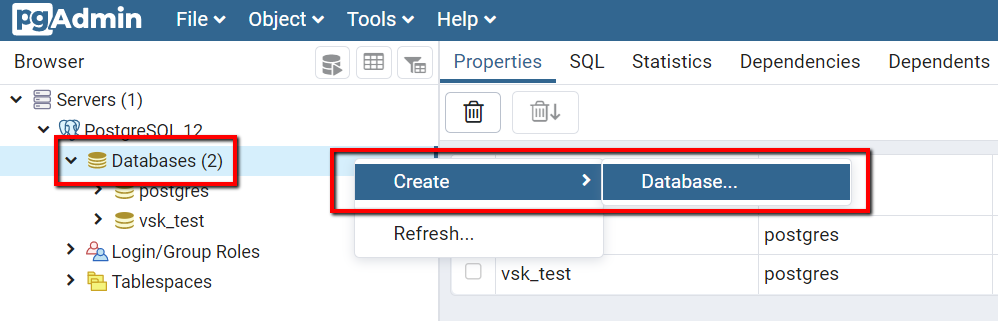 pgAdmin File Object Tools Help
Browser Properties SQL Statistics Dependencies Dependents
Servers (1)
PostgreSQL 12
Databases (2)
Create Database...
postgres
vsk_test
Refresh... postgres
Login/Group Roles
vsk_test postgres
Tablespaces